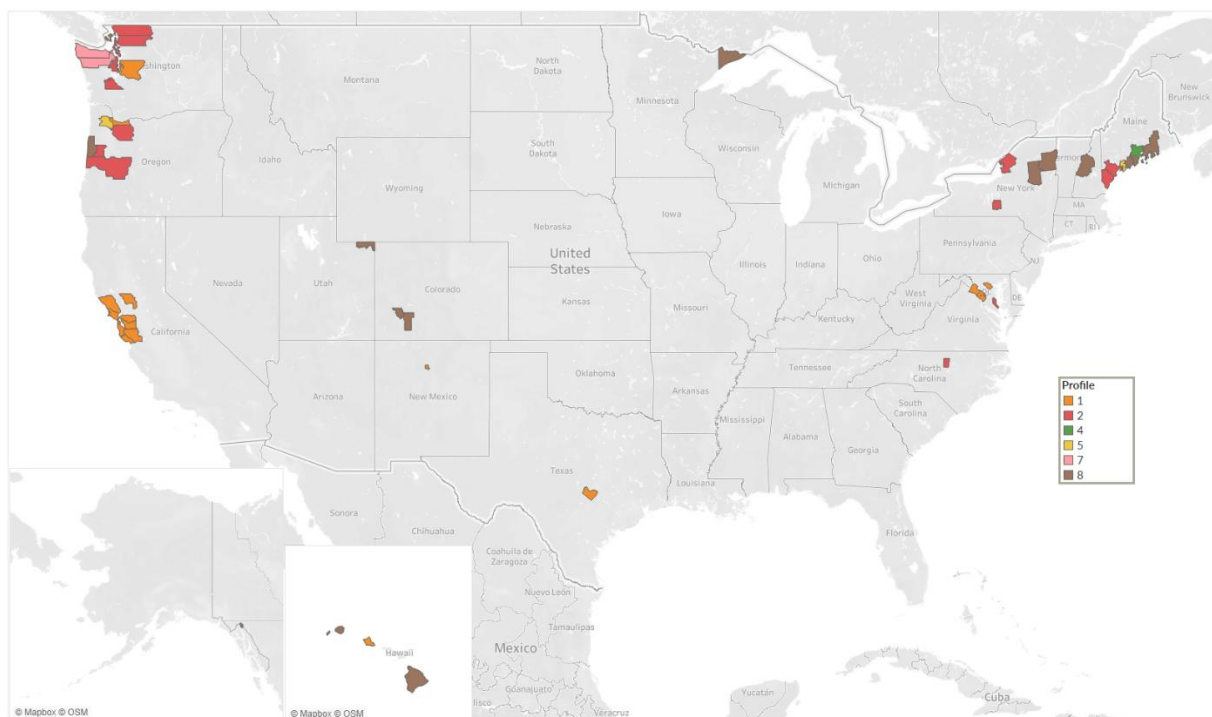 New
Brunswick
Washington
Montana
North
Dakota
Minnesota
Maine
Vermont
Oregon
Idaho
South
Dakota
Wisconsin
Michigan
New York
MA
CT
RI
Wyoming
Iowa
Nebraska
Pennsylvania
NJ
United
States
Illinois
Indiana
Ohio
Nevada
Utah
Colorado
Kansas
Missouri
West
Virginia
DE
Virginia
Kentucky
California
Oklahoma
Tennessee
North
Carolina
Arizona
New Mexico
Arkansas
South
Carolina
Profile
1
2
4
5
7
8
Mississippi
Alabama
Georgia
Texas
Louisiana
Sonora
Chihuahua
Florida
Coahuila de
Zaragoza
Nuevo León
Tamaulipas
Hawaii
Mexico
Guanajuato
lisco
Veracruz
Yucatán
Cuba
© Mapbox © OSM
© Mapbox © OSM